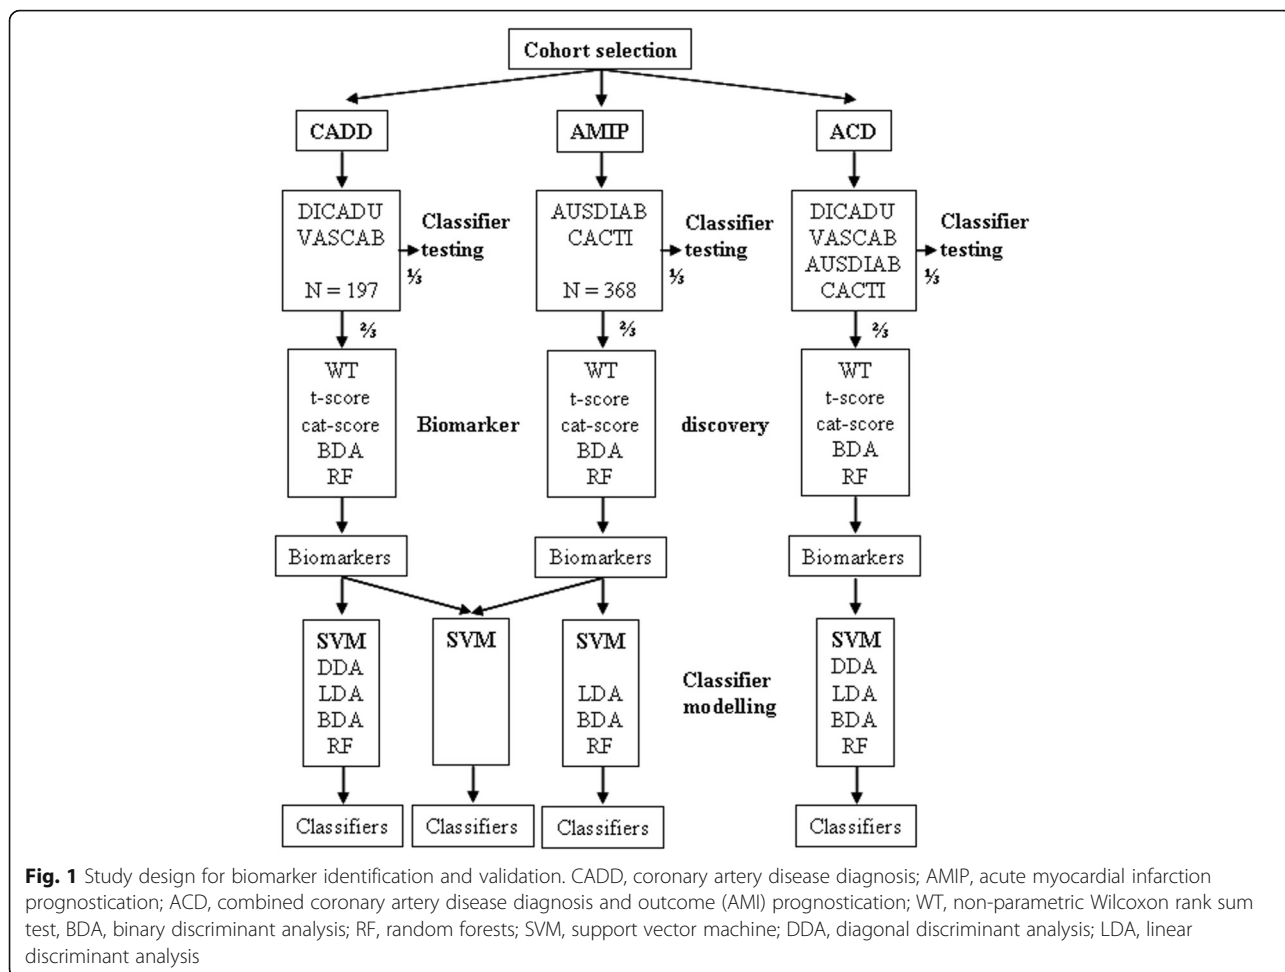 Cohort selection
CADD
AMIP
ACD
DICADU
VASCAB
N = 197
Classifier
testing
⅓
AUSDIAB
CACTI
N = 368
Classifier
testing
⅓
DICADU
VASCAB
AUSDIAB
CACTI
Classifier
testing
⅓
⅔
⅔
⅔
WT
t-score
cat-score
BDA
RF
Biomarker
WT
t-score
cat-score
BDA
RF
discovery
WT
t-score
cat-score
BDA
RF
Biomarkers
Biomarkers
Biomarkers
SVM
DDA
LDA
BDA
RF
SVM
SVM
LDA
BDA
RF
Classifier
modelling
SVM
DDA
LDA
BDA
RF
Classifiers
Classifiers
Classifiers
Classifiers
Fig. 1 Study design for biomarker identification and validation. CADD, coronary artery disease diagnosis; AMIP, acute myocardial infarction
prognostication; ACD, combined coronary artery disease diagnosis and outcome (AMI) prognostication; WT, non-parametric Wilcoxon rank sum
test, BDA, binary discriminant analysis; RF, random forests; SVM, support vector machine; DDA, diagonal discriminant analysis; LDA, linear
discriminant analysis